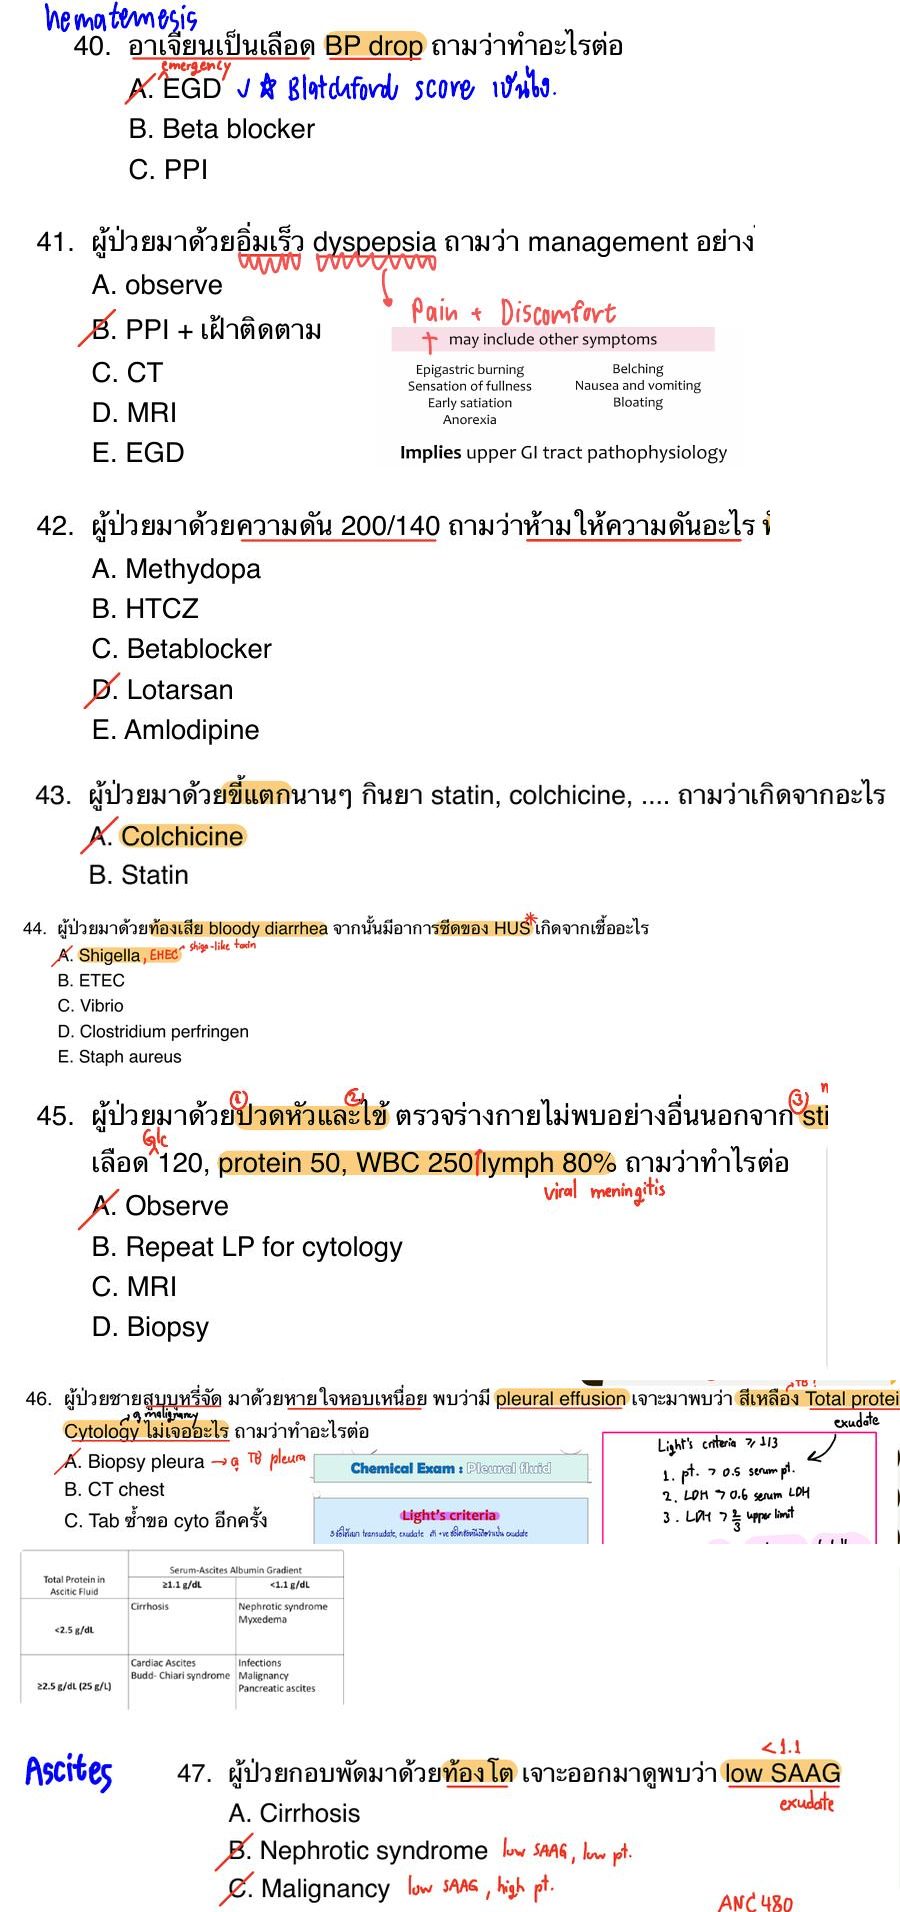 hematemesis
40. อาเจียนเป็นเลือด BP drop ถามว่าทำอะไรต่อ
emergency
A. EGD ✓ ☆ Blatchford score
B. Beta blocker
C. PPI
41. ผู้ป่วยมาด้วยอิ่มเร็ว dyspepsia ถามว่า management อย่าง
A. observe
Pain + Discomfort
B. PPI + เฝ้าติดตาม
may include other symptoms
C. CT
Epigastric burning
Belching
Sensation of fullness
Nausea and vomiting
Early satiation
Bloating
Anorexia
D. MRI
E. EGD
Implies upper GI tract pathophysiology
42. ผู้ป่วยมาด้วยความดัน 200/140 ถามว่าห้ามให้ความดันอะไร
A. Methydopa
B. HTCZ
C. Betablocker
D. Lotarsan
E. Amlodipine
43. ผู้ป่วยมาด้วยขี้แตกนานๆ กินยา statin, colchicine, .... ถามว่าเกิดจากอะไร
A. Colchicine
B. Statin
44. ผู้ป่วยมาด้วยท้องเสีย bloody diarrhea จากนั้นมีอาการซีดของ HUS* เกิดจากเชื้ออะไร
A. Shigella, EHEC shiga-like toxin
B. ETEC
C. Vibrio
D. Clostridium perfringen
E. Staph aureus
① ② ③
45. ผู้ป่วยมาด้วยปวดหัวและไข้ ตรวจร่างกายไม่พบอย่างอื่นนอกจาก sti
Glc
เลือด 120, protein 50, WBC 250 lymph 80% ถามว่าทำไรต่อ
viral meningitis
A. Observe
B. Repeat LP for cytology
C. MRI
D. Biopsy
TB?
46. ผู้ป่วยชายสูบบุหรี่จัด มาด้วยหายใจหอบเหนื่อย พบว่ามี pleural effusion เจาะมาพบว่า สีเหลือง Total protei
malignancy
exudate
Cytology ไม่เจออะไร ถามว่าทำอะไรต่อ
A. Biopsy pleura → TB pleura
B. CT chest
C. Tab ซ้ำขอ cyto อีกครั้ง
Chemical Exam : Pleural fluid
Light's criteria
Light's criteria ≥ 1/3
1. pt. > 0.5 serum pt.
2. LDH > 0.6 serum LDH
3. LDH > 2/3 upper limit
Total Protein in Ascitic Fluid
Serum-Ascites Albumin Gradient
≥1.1 g/dL
<1.1 g/dL
<2.5 g/dL
Cirrhosis
Nephrotic syndrome
Myxedema
≥2.5 g/dL (25 g/L)
Cardiac Ascites
Budd- Chiari syndrome
Infections
Malignancy
Pancreatic ascites
<1.1
Ascites
47. ผู้ป่วยกอบพัดมาด้วยท้องโต เจาะออกมาดูพบว่า low SAAG
exudate
A. Cirrhosis
B. Nephrotic syndrome low SAAG, low pt.
C. Malignancy low SAAG, high pt.
ANC 480